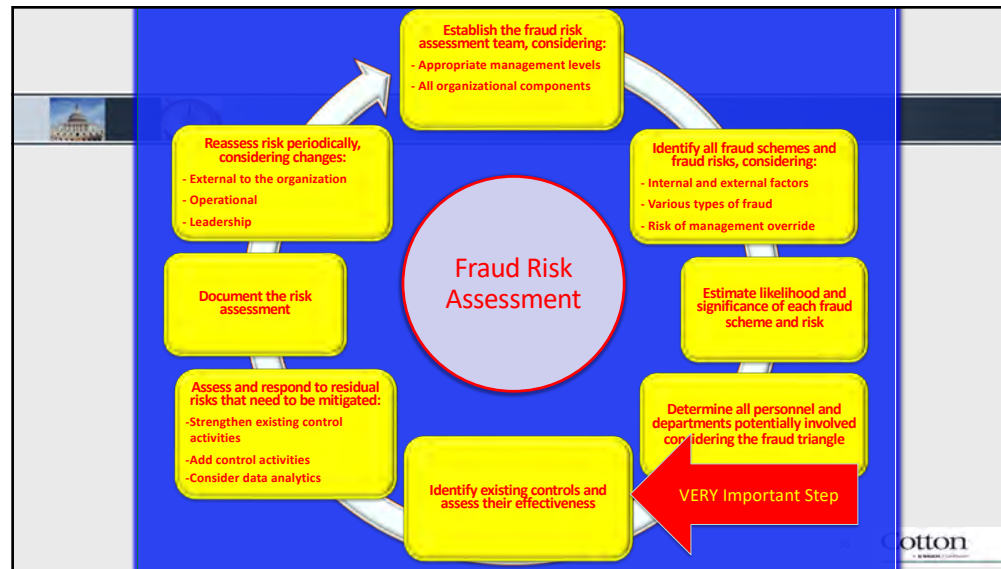 Establish the fraud risk
assessment team, considering:
- Appropriate management levels
- All organizational components
Identify all fraud schemes and
fraud risks, considering:
- Internal and external factors
- Various types of fraud
- Risk of management override
Estimate likelihood and
significance of each fraud
scheme and risk
Determine all personnel and
departments potentially involved
considering the fraud triangle
VERY Important Step
Identify existing controls and
assess their effectiveness
Assess and respond to residual
risks that need to be mitigated:
-Strengthen existing control
activities
-Add control activities
-Consider data analytics
Document the risk
assessment
Reassess risk periodically,
considering changes:
- External to the organization
- Operational
- Leadership
Fraud Risk
Assessment
Cotton